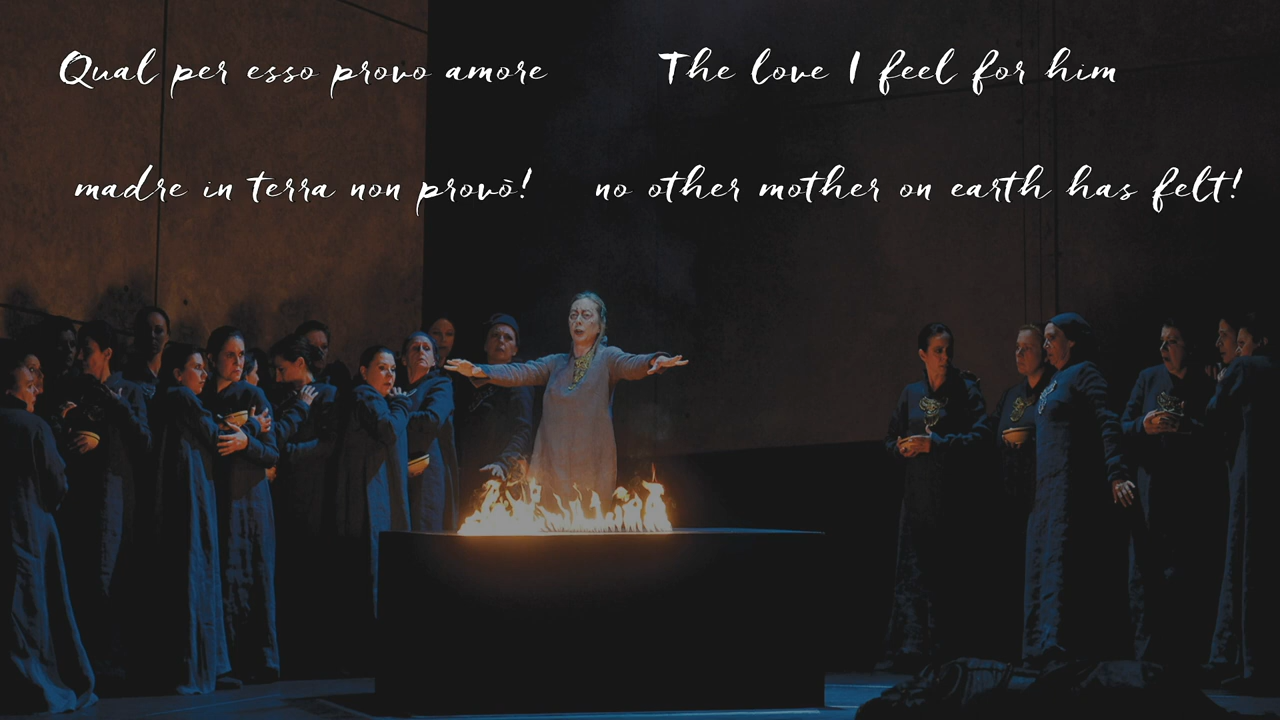 Qual per esso provo amore
madre in terra non provò!
The love I feel for him
no other mother on earth has felt!